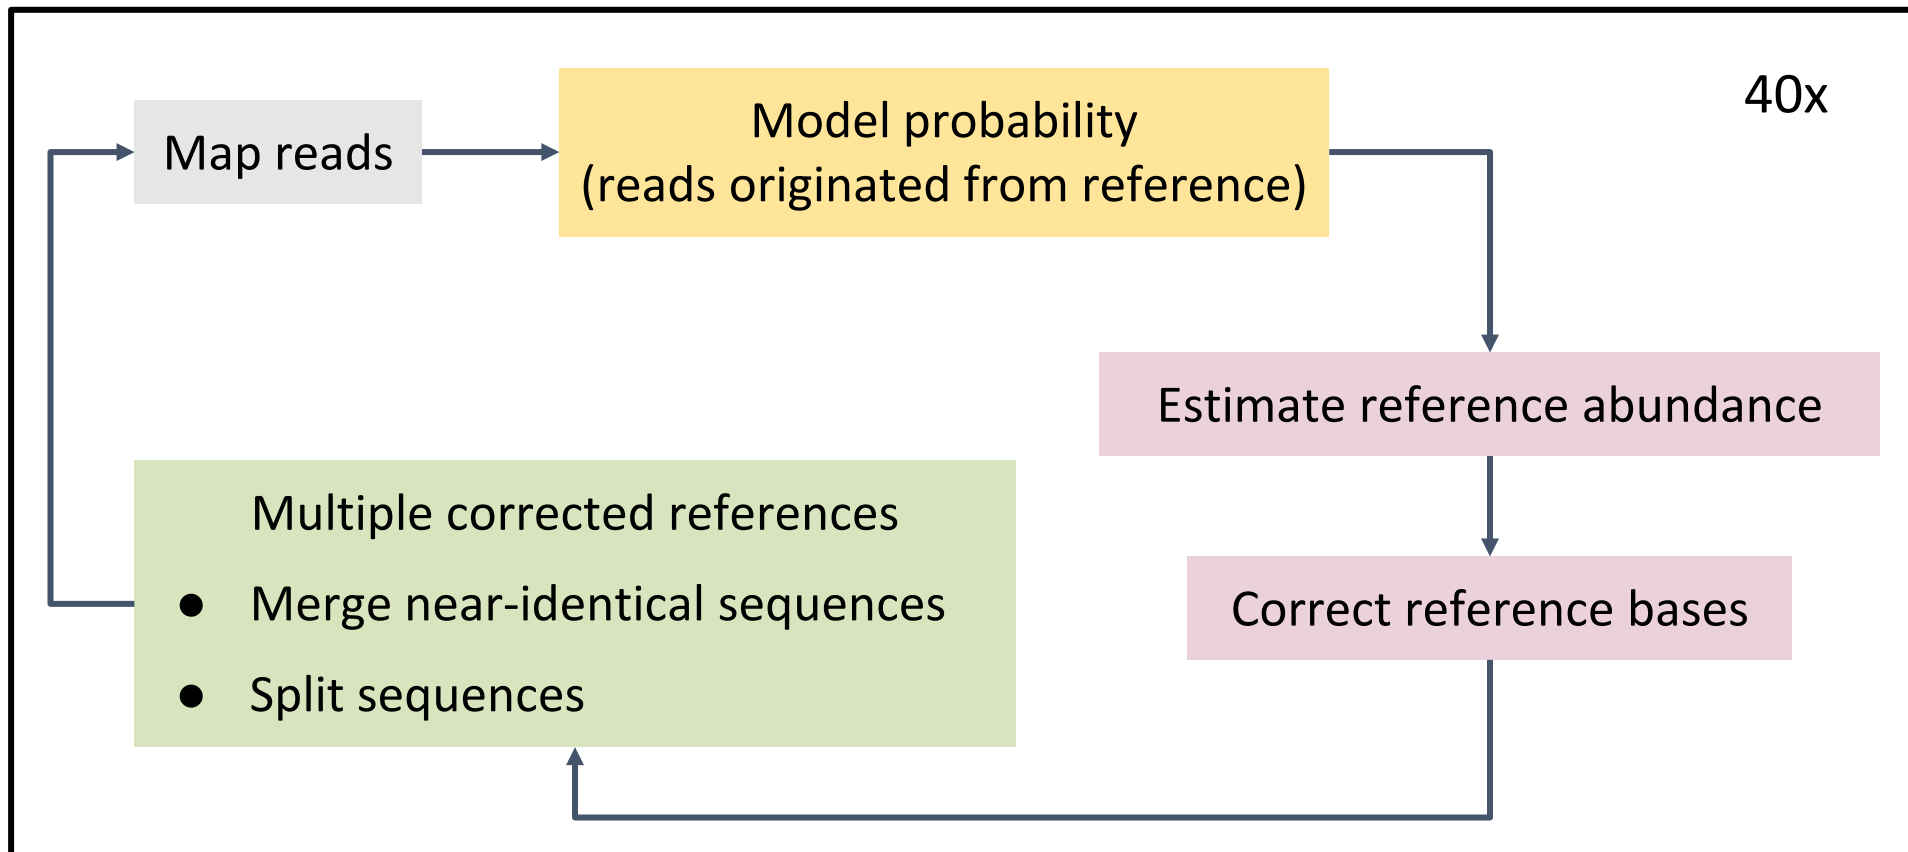 40x
Map reads
Model probability
(reads originated from reference)
Estimate reference abundance
Correct reference bases
Multiple corrected references
● Merge near-identical sequences
● Split sequences